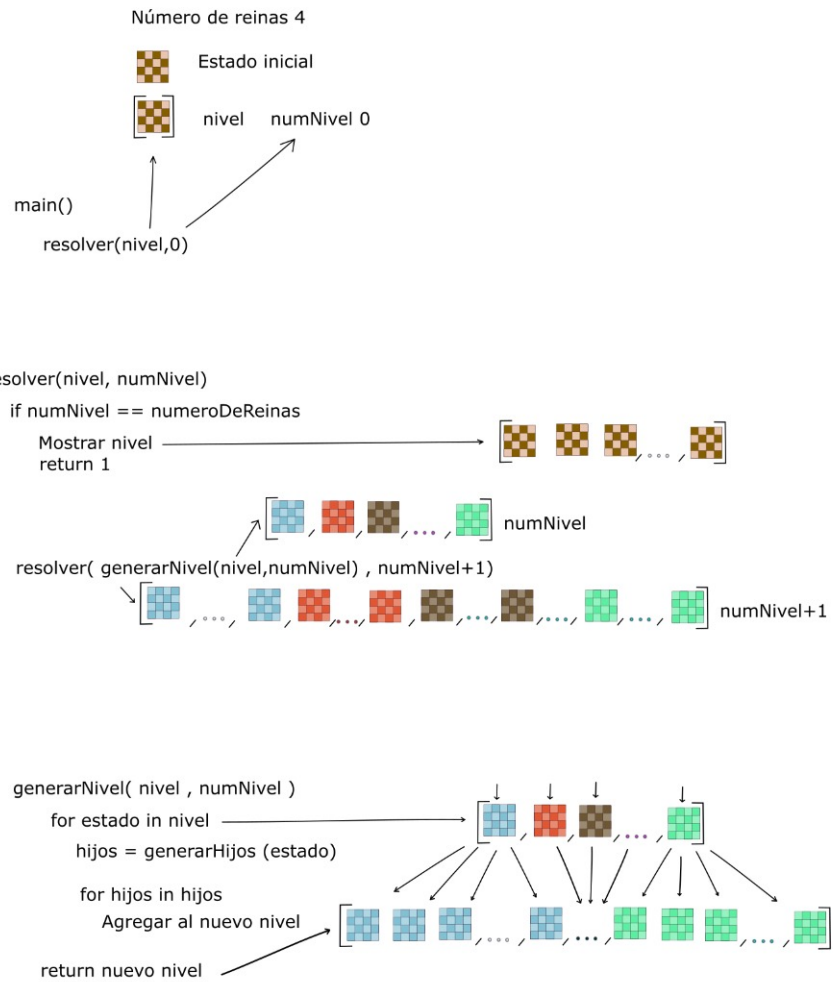 Número de reinas 4
Estado inicial
nivel numNivel 0
main()
resolver(nivel,0)
esolver(nivel, numNivel)
if numNivel == numeroDeReinas
Mostrar nivel
return 1
numNivel
resolver( generarNivel(nivel,numNivel) , numNivel+1)
numNivel+1
generarNivel( nivel , numNivel )
for estado in nivel
hijos = generarHijos (estado)
for hijos in hijos
Agregar al nuevo nivel
return nuevo nivel